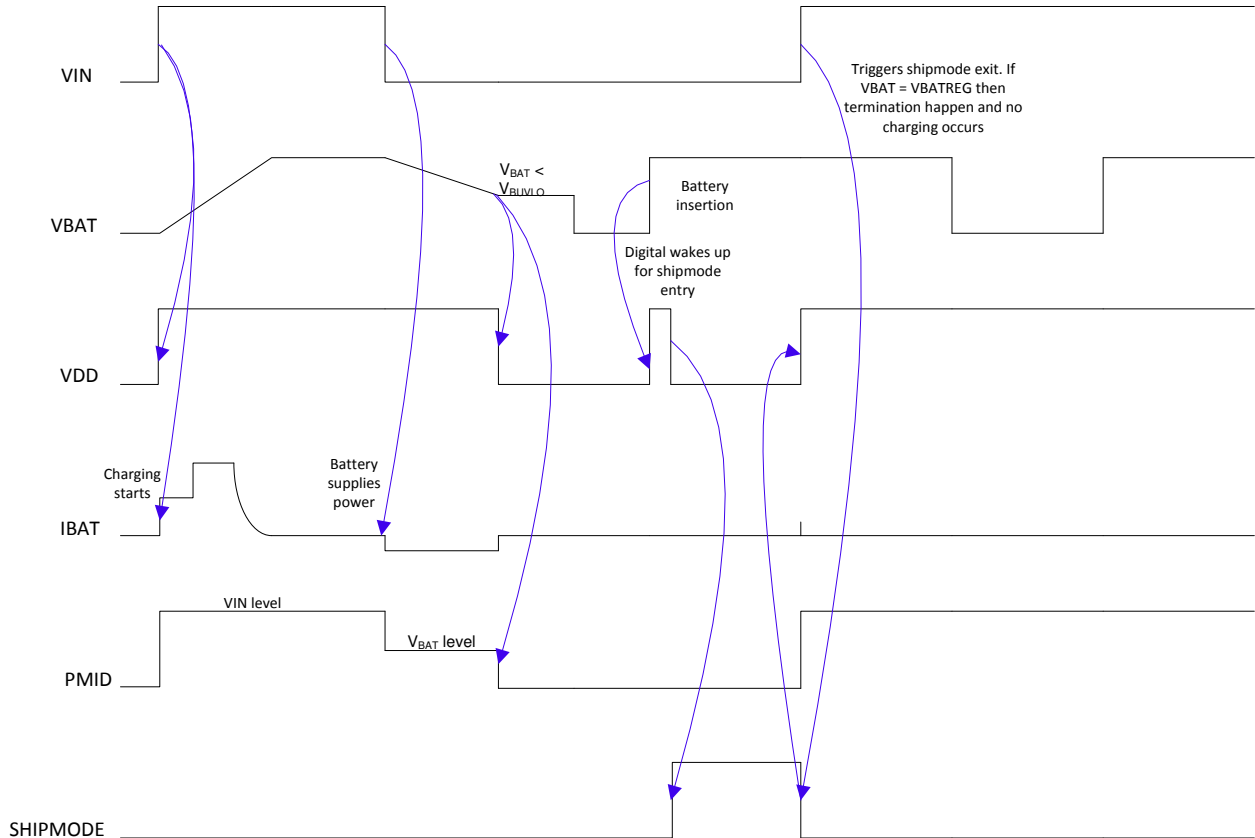 VIN
Triggers shipmode exit. If
VBAT = VBATREG then
termination happen and no
charging occurs
VBAT
VBAT <
VBUVLO
Battery
insertion
Digital wakes up
for shipmode
entry
VDD
Charging
starts
Battery
supplies
power
IBAT
VIN level
VBAT level
PMID
SHIPMODE